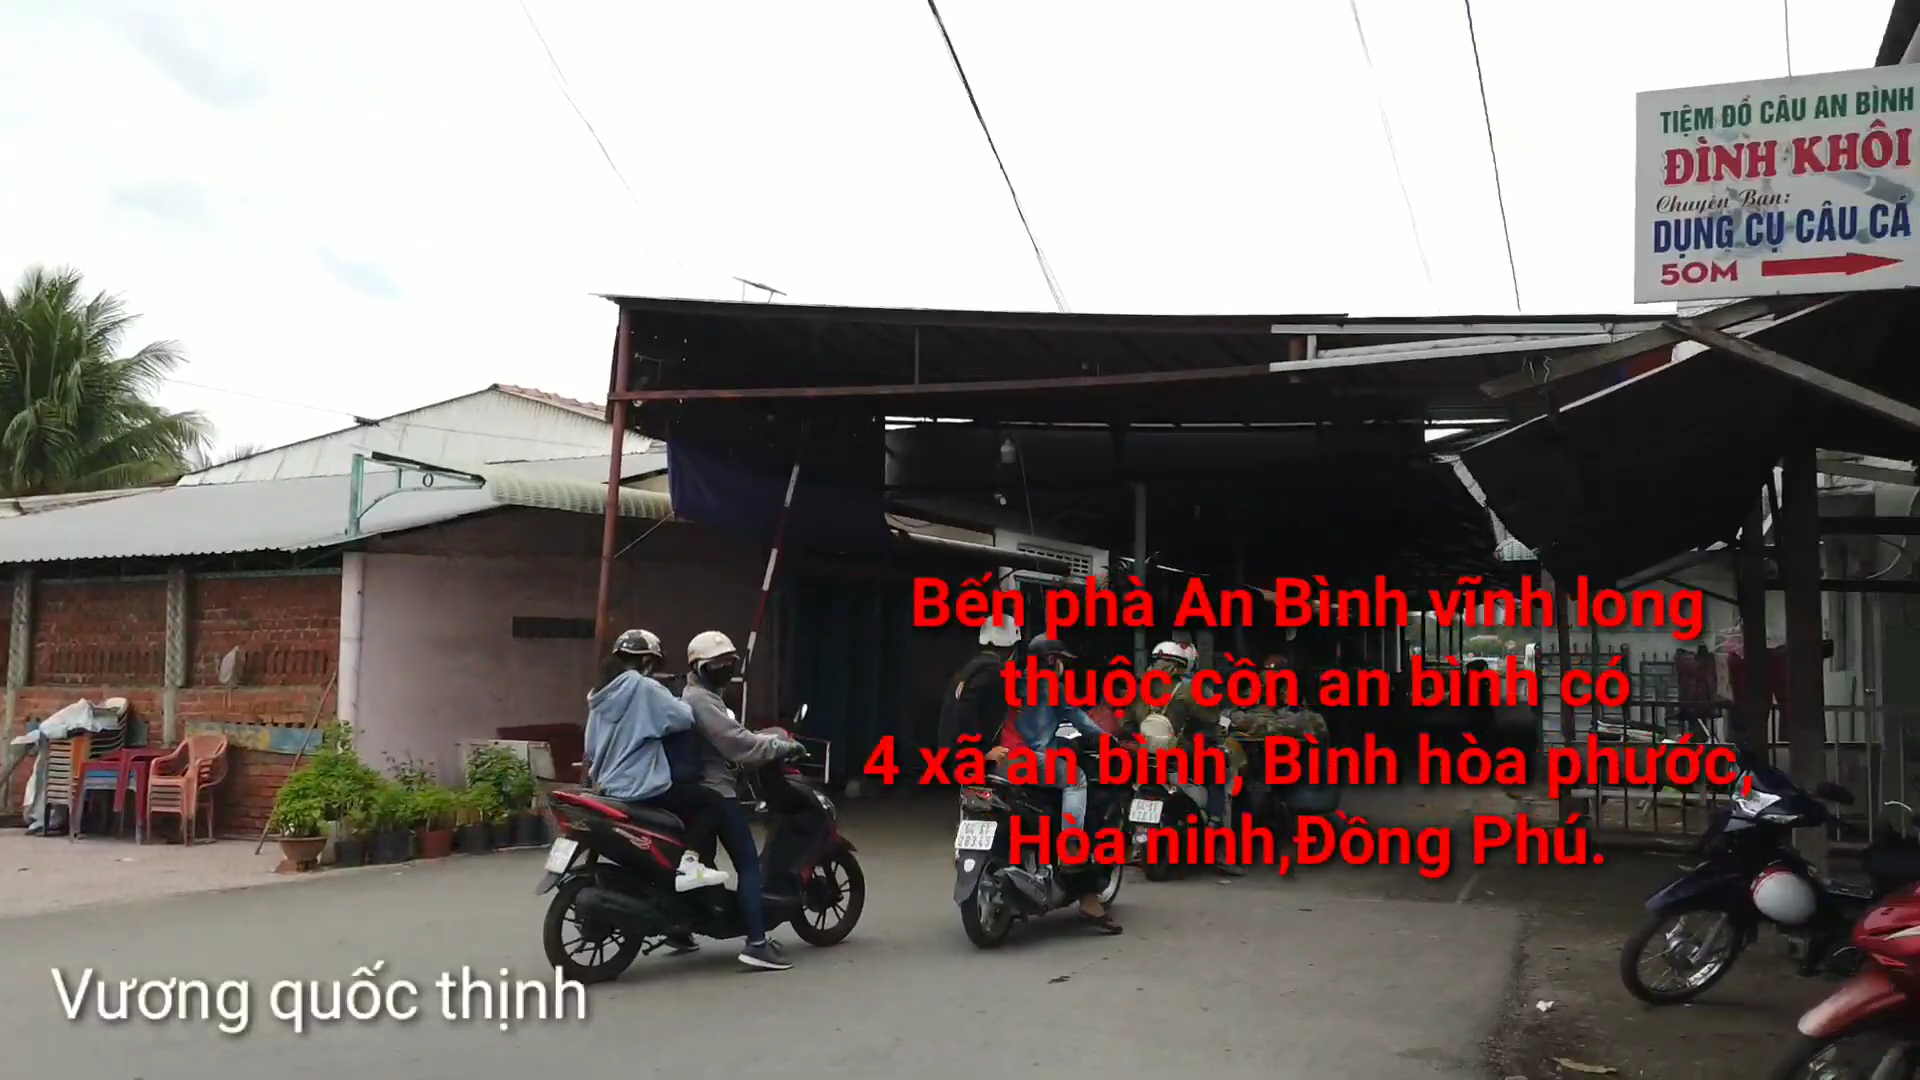 TIỆM ĐỒ CÂU AN BÌNH
ĐÌNH KHÔI
Chuyên Bán:
DỤNG CỤ CÂU CÁ
50M
Bến phà An Bình vĩnh long
thuôc cồn an bình có
4 xã an bình, Bình hòa phước,
Hòa ninh,Đồng Phú.
Vương quốc thịnh